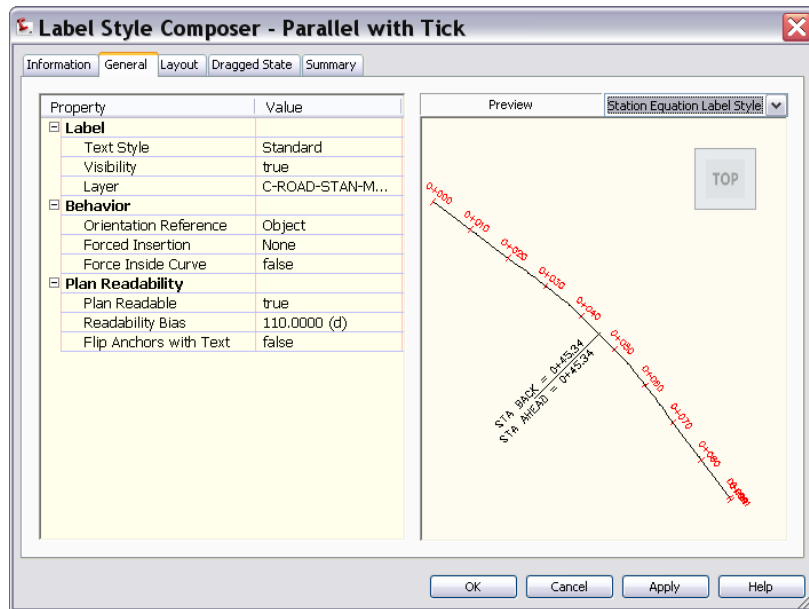 Label Style Composer - Parallel with Tick
Information General Layout Dragged State Summary
Property Value
Label
Text Style Standard
Visibility true
Layer C-ROAD-STAN-M...
Behavior
Orientation Reference Object
Forced Insertion None
Force Inside Curve false
Plan Readability
Plan Readable true
Readability Bias 110.0000 (d)
Flip Anchors with Text false
Preview Station Equation Label Style
TOP
0+000
0+010
0+020
0+030
0+040
0+050
0+060
0+070
0+080
STA BACK = 0+45.34
STA AHEAD = 0+45.34
OK Cancel Apply Help